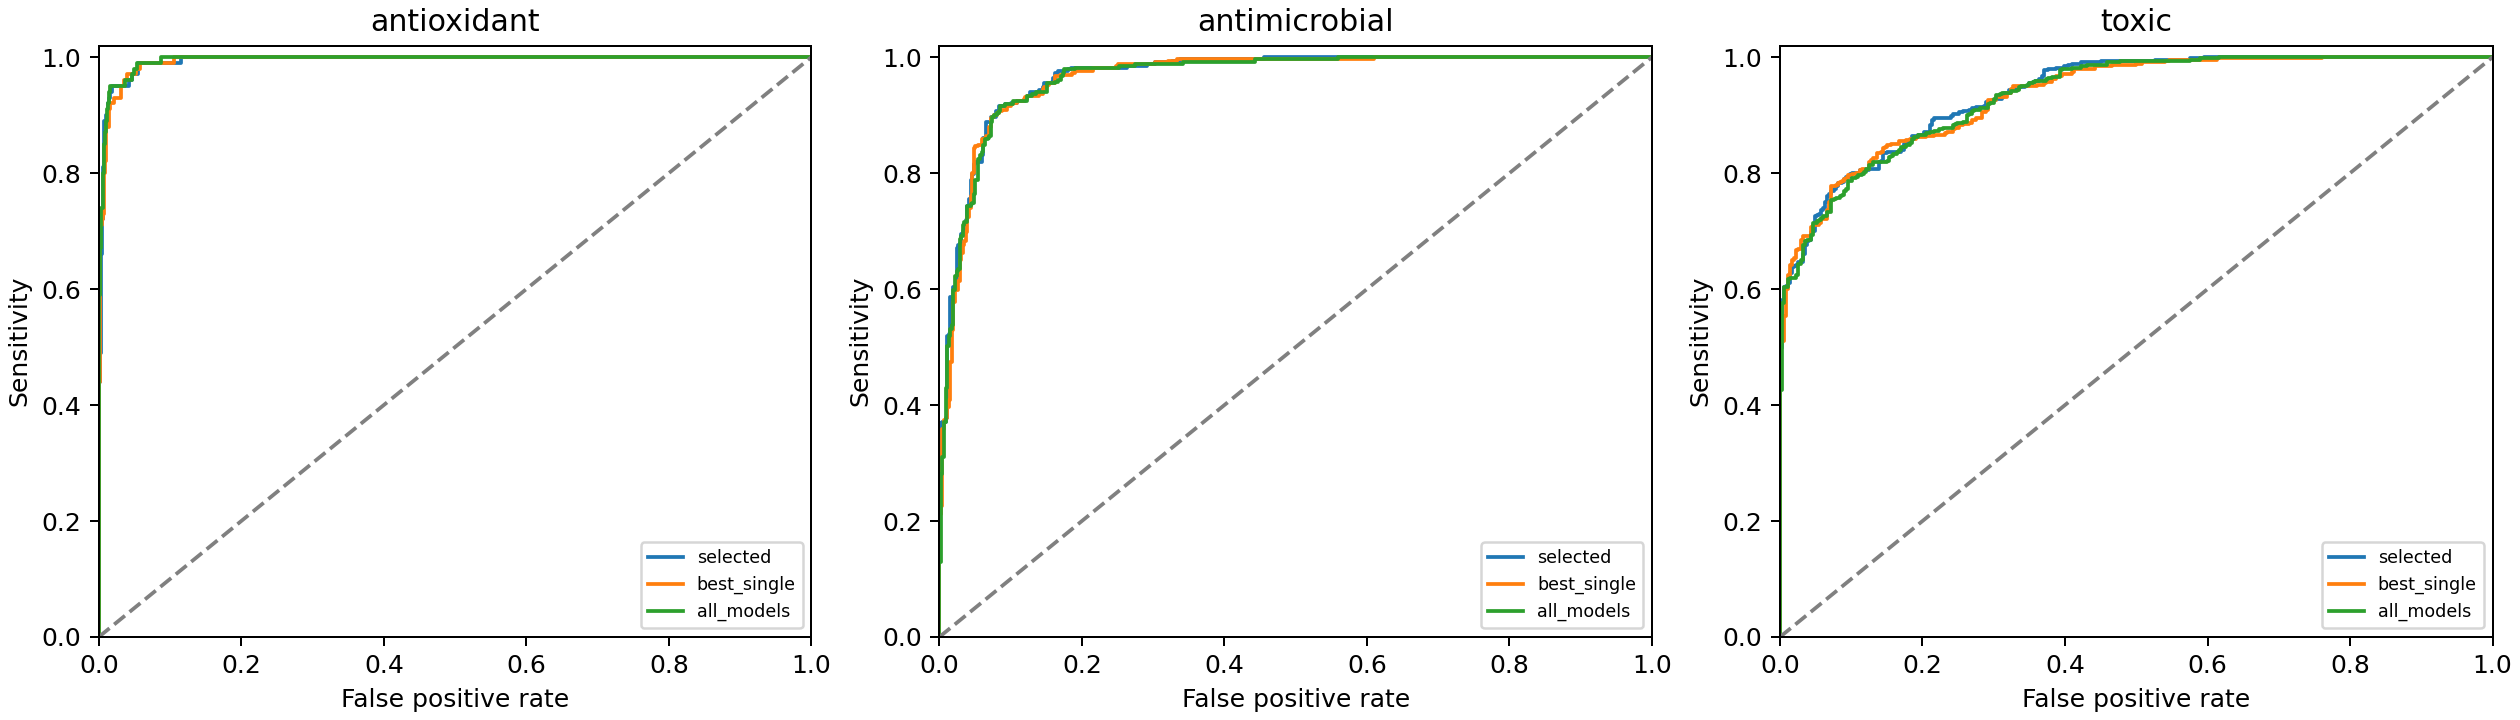 antioxidant
1.0
0.8
0.6
0.4
0.2
0.0
Sensitivity
0.0 0.2 0.4 0.6 0.8 1.0
False positive rate
selected
best_single
all_models
antimicrobial
1.0
0.8
0.6
0.4
0.2
0.0
Sensitivity
0.0 0.2 0.4 0.6 0.8 1.0
False positive rate
selected
best_single
all_models
toxic
1.0
0.8
0.6
0.4
0.2
0.0
Sensitivity
0.0 0.2 0.4 0.6 0.8 1.0
False positive rate
selected
best_single
all_models